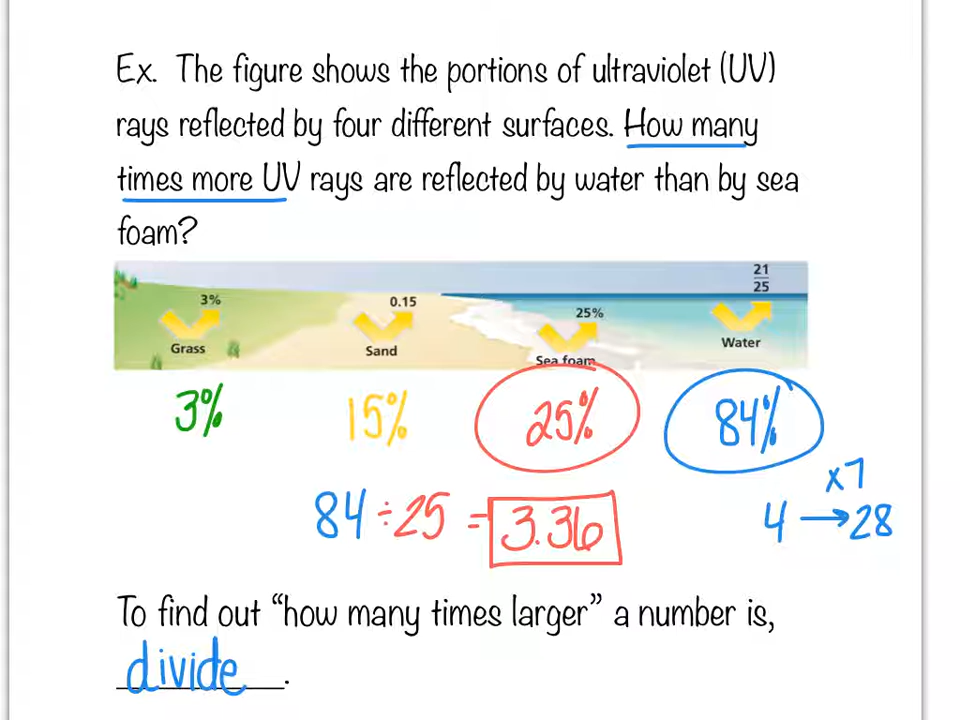 Ex. The figure shows the portions of ultraviolet (UV)
rays reflected by four different surfaces. How many
times more UV rays are reflected by water than by sea
foam?
21
25
3% 0.15 25%
Grass Sand Sea foam Water
3% 15% 25% 84%
x7
84 ÷ 25 = 3.36 4 → 28
To find out “how many times larger” a number is,
divide.